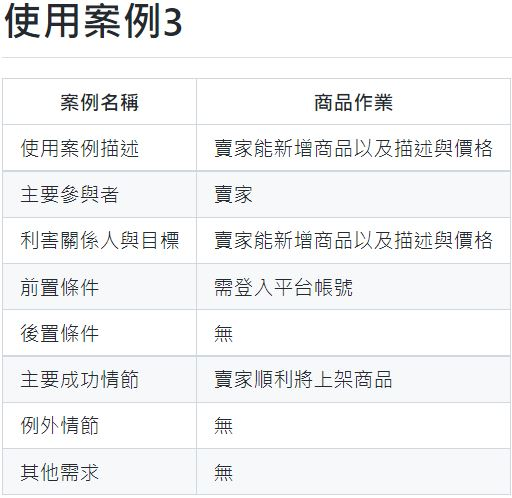 使用案例3
案例名稱 商品作業
使用案例描述 賣家能新增商品以及描述與價格
主要參與者 賣家
利害關係人與目標 賣家能新增商品以及描述與價格
前置條件 需登入平台帳號
後置條件 無
主要成功情節 賣家順利將上架商品
例外情節 無
其他需求 無